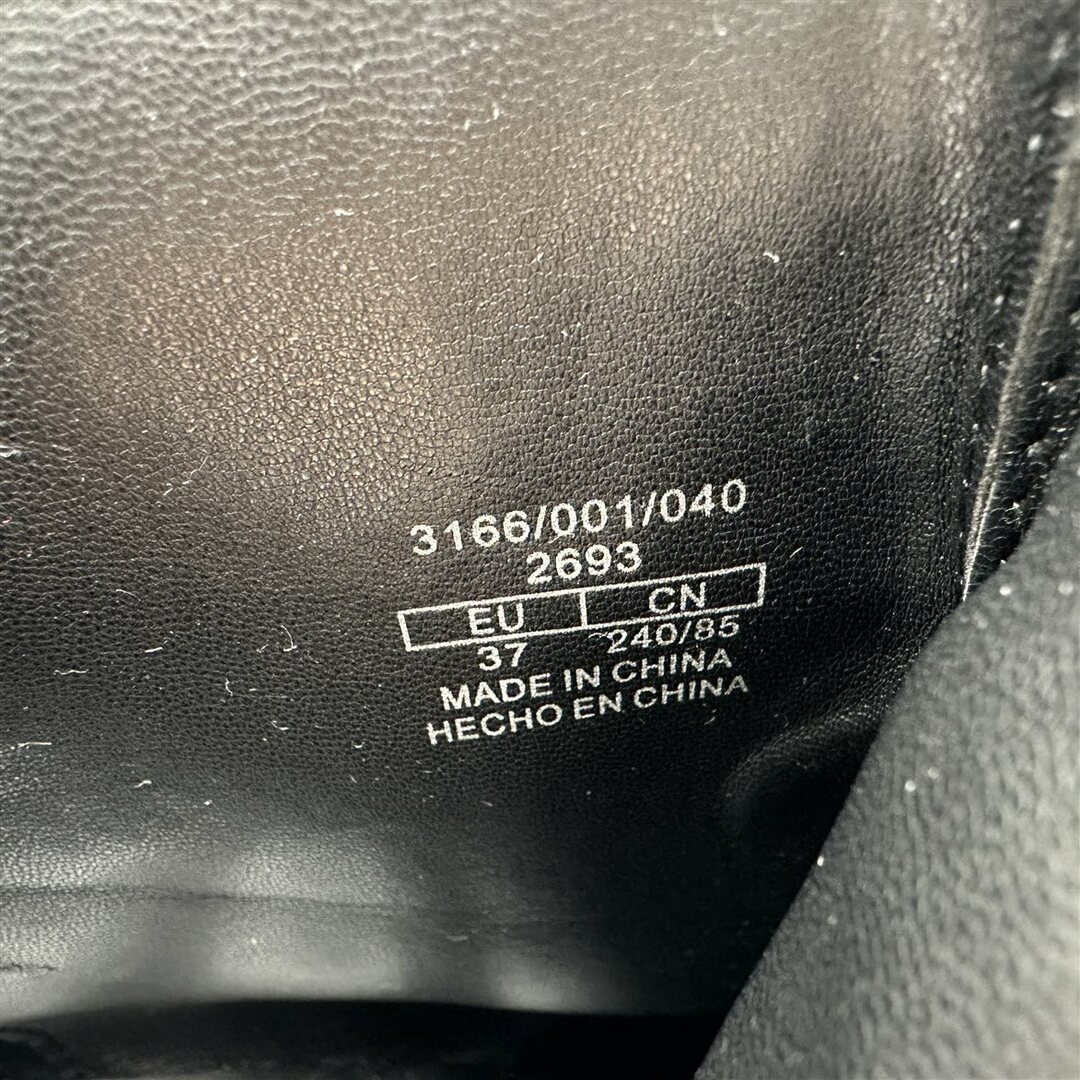 3166/001/040
2693
EU CN
37 240/85
MADE IN CHINA
HECHO EN CHINA